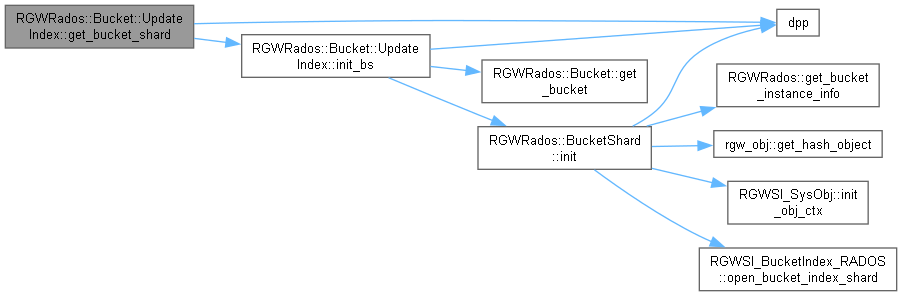 RGWRados::Bucket::Update
Index::get_bucket_shard
dpp
RGWRados::Bucket::Update
Index::init_bs
RGWRados::Bucket::get
_bucket
RGWRados::get_bucket
_instance_info
RGWRados::BucketShard
::init
rgw_obj::get_hash_object
RGWSI_SysObj::init
_obj_ctx
RGWSI_BucketIndex_RADOS
::open_bucket_index_shard